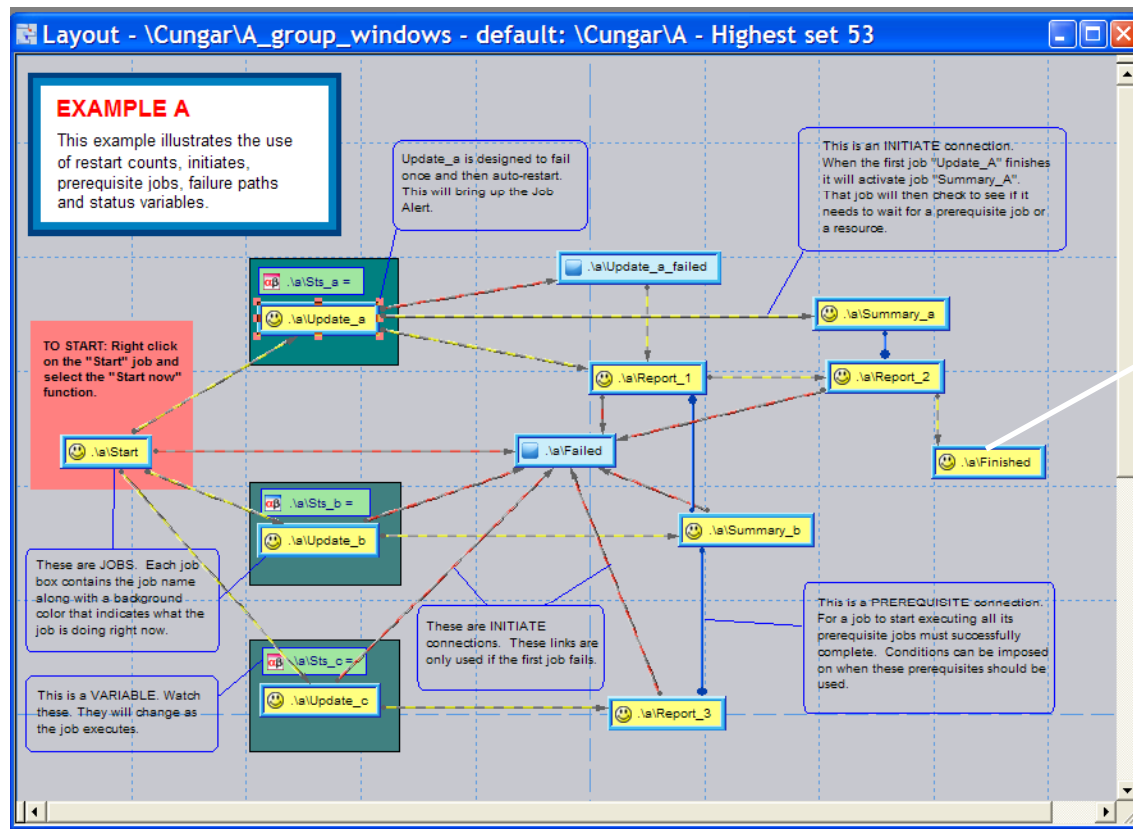 Layout - \Cungar\A_group_windows - default: \Cungar\A - Highest set 53
EXAMPLE A
This example illustrates the use
of restart counts, initiates,
prerequisite jobs, failure paths
and status variables.
Update_a is designed to fail
once and then auto-restart.
This will bring up the Job
Alert.
This is an INITIATE connection.
When the first job "Update_A" finishes
it will activate job "Summary_A".
That job will then check to see if it
needs to wait for a prerequisite job or
a resource.
.\a\Update_a_failed
αβ .\a\Sts_a =
.\a\Update_a
.\a\Summary_a
TO START: Right click
on the "Start" job and
select the "Start now"
function.
.\a\Report_1
.\a\Report_2
.\a\Start
.\a\Failed
.\a\Finished
αβ .\a\Sts_b =
.\a\Update_b
.\a\Summary_b
These are JOBS. Each job
box contains the job name
along with a background
color that indicates what the
job is doing right now.
These are INITIATE
connections. These links are
only used if the first job fails.
This is a PREREQUISITE connection.
For a job to start executing all its
prerequisite jobs must successfully
complete. Conditions can be imposed
on when these prerequisites should be
used.
αβ .\a\Sts_c =
.\a\Update_c
This is a VARIABLE. Watch
these. They will change as
the job executes.
.\a\Report_3